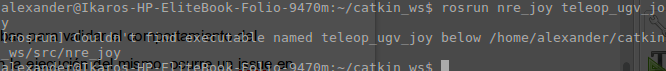 alexander@Ikaros-HP-EliteBook-Folio-9470m:~/catkin_ws$ rosrun nre_joy teleop_ugv_jo
y
[rosrun] Couldn't find executable named teleop_ugv_joy below /home/alexander/catkin
_ws/src/nre_joy
alexander@Ikaros-HP-EliteBook-Folio-9470m:~/catkin_ws$